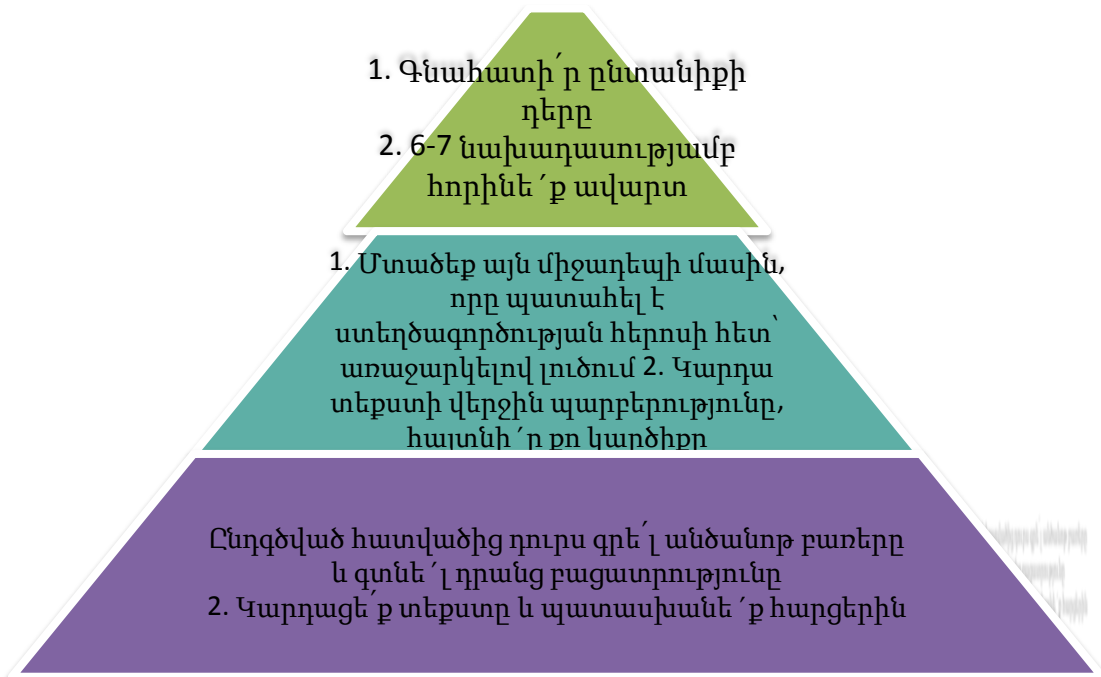 1. Գնահատի՛ր ընտանիքի
դերը
2. 6-7 նախադասությամբ
հորինե ՛ք ավարտ
1. Մտածեք այն միջադեպի մասին,
որը պատահել է
ստեղծագործության հերոսի հետ՝
առաջարկելով լուծում 2. Կարդա
տեքստի վերջին պարբերությունը,
հայտնի ՛ր քո կարծիքը
Ընդգծված հատվածից դուրս գրե՛լ անծանոթ բառերը
և գտնե ՛լ դրանց բացատրությունը
2. Կարդացե՛ք տեքստը և պատասխանե ՛ք հարցերին